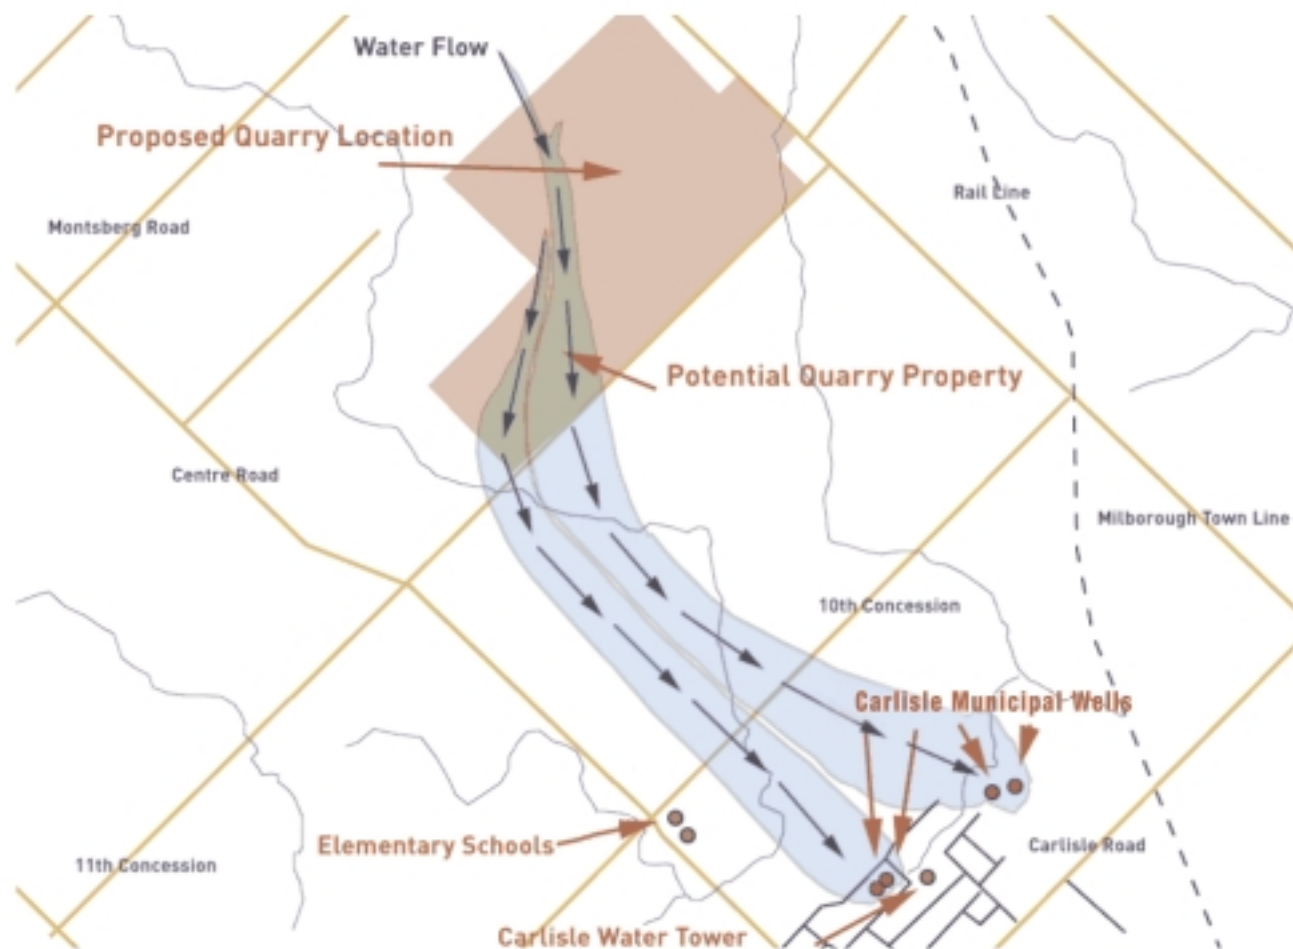 Water Flow
Proposed Quarry Location
Rail Line
Montsberg Road
Potential Quarry Property
Centre Road
Milborough Town Line
10th Concession
Carlisle Municipal Wells
Elementary Schools
Carlisle Road
11th Concession
Carlisle Water Tower